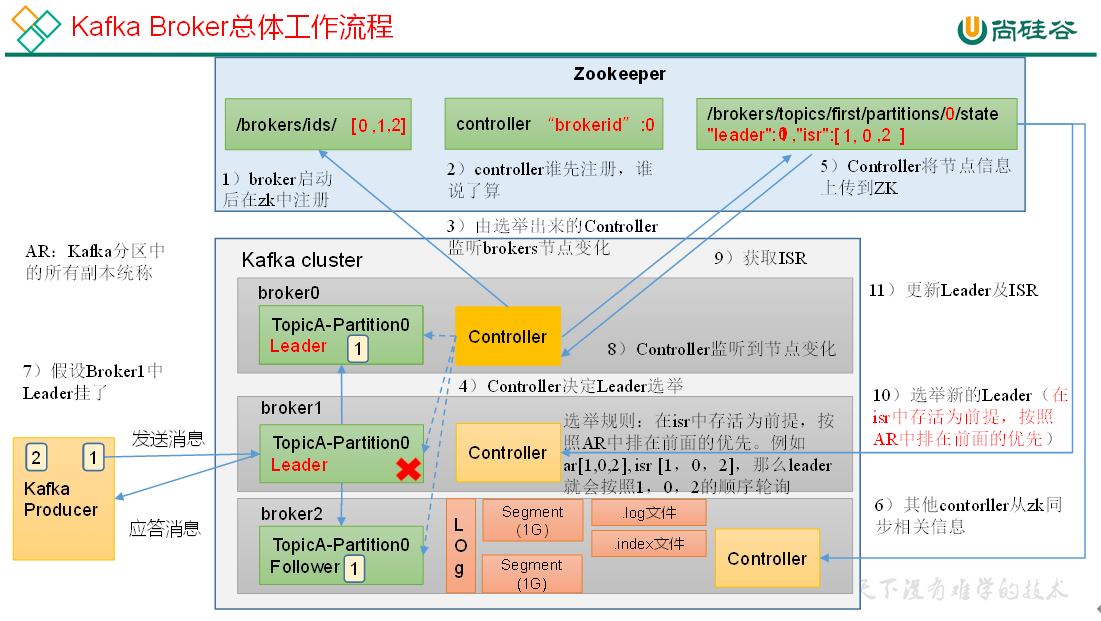 Kafka Broker总体工作流程
尚硅谷
Zookeeper
/brokers/ids/ [0 ,1,2]
controller “brokerid” :0
/brokers/topics/first/partitions/0/state
"leader": ,"isr":[ 1, 0 ,2 ]
1）broker启动
后在zk中注册
2）controller谁先注册，谁
说了算
5）Controller将节点信息
上传到ZK
3）由选举出来的Controller
监听brokers节点变化
AR：Kafka分区中
的所有副本统称
Kafka cluster
9）获取ISR
11）更新Leader及ISR
broker0
TopicA-Partition0
Leader
1
Controller
8）Controller监听到节点变化
7）假设Broker1中
Leader挂了
4）Controller决定Leader选举
10）选举新的Leader（在
isr中存活为前提，按照
AR中排在前面的优先）
broker1
TopicA-Partition0
Leader
Controller
选举规则：在isr中存活为前提，按
照AR中排在前面的优先。例如
ar[1,0,2], isr [1，0，2]，那么leader
就会按照1，0，2的顺序轮询
发送消息
2
1
Kafka
Producer
应答消息
6）其他contorller从zk同
步相关信息
broker2
TopicA-Partition0
Follower
1
LOg
Segment
(1G)
Segment
(1G)
.log文件
.index文件
Controller
天下没有难学的技术